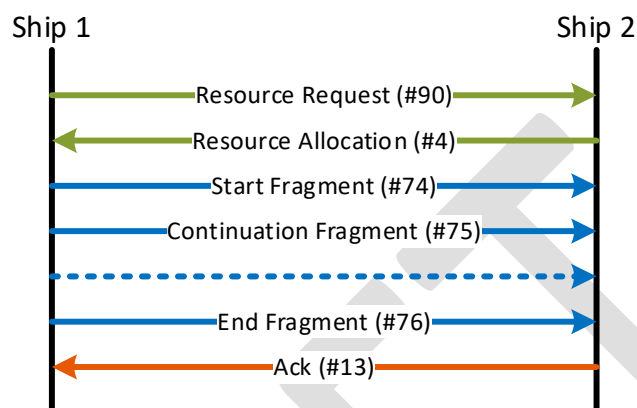 Ship 1
Ship 2
Resource Request (#90)
Resource Allocation (#4)
Start Fragment (#74)
Continuation Fragment (#75)
End Fragment (#76)
Ack (#13)